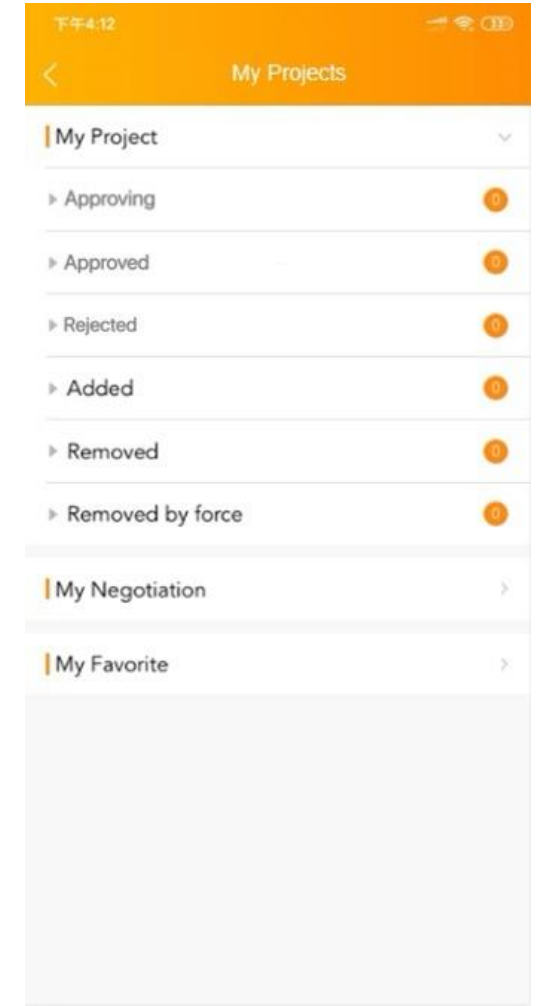 下午4:12
My Projects
My Project
Approving
0
Approved
0
Rejected
0
Added
0
Removed
0
Removed by force
0
My Negotiation
My Favorite